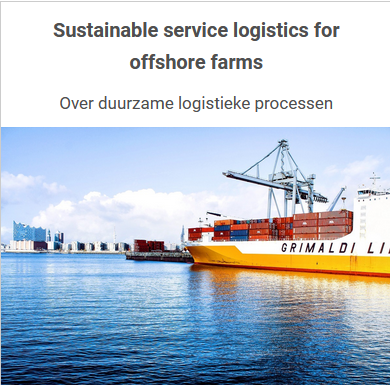 Sustainable service logistics for
offshore farms
Over duurzame logistieke processen
GRIMALDI LI